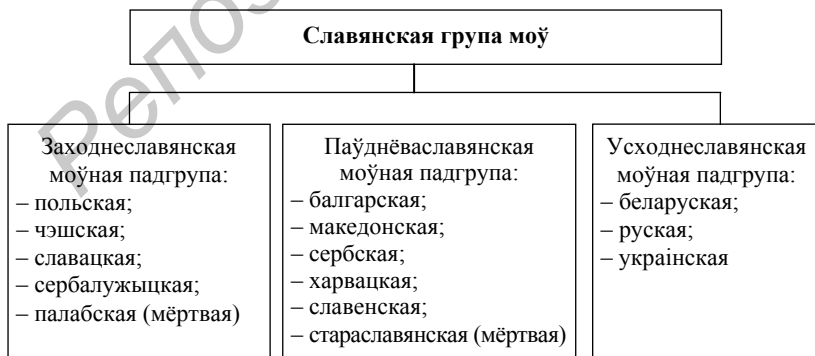 Славянская група моў
Заходнеславянская
моўная падгрупа:
– польская;
– чэшская;
– славацкая;
– сербалужыцкая;
– палабская (мёртвая)
Паўднёваславянская
моўная падгрупа:
– балгарская;
– македонская;
– сербская;
– харвацкая;
– славенская;
– стараславянская (мёртвая)
Усходнеславянская
моўная падгрупа:
– беларуская;
– руская;
– украінская